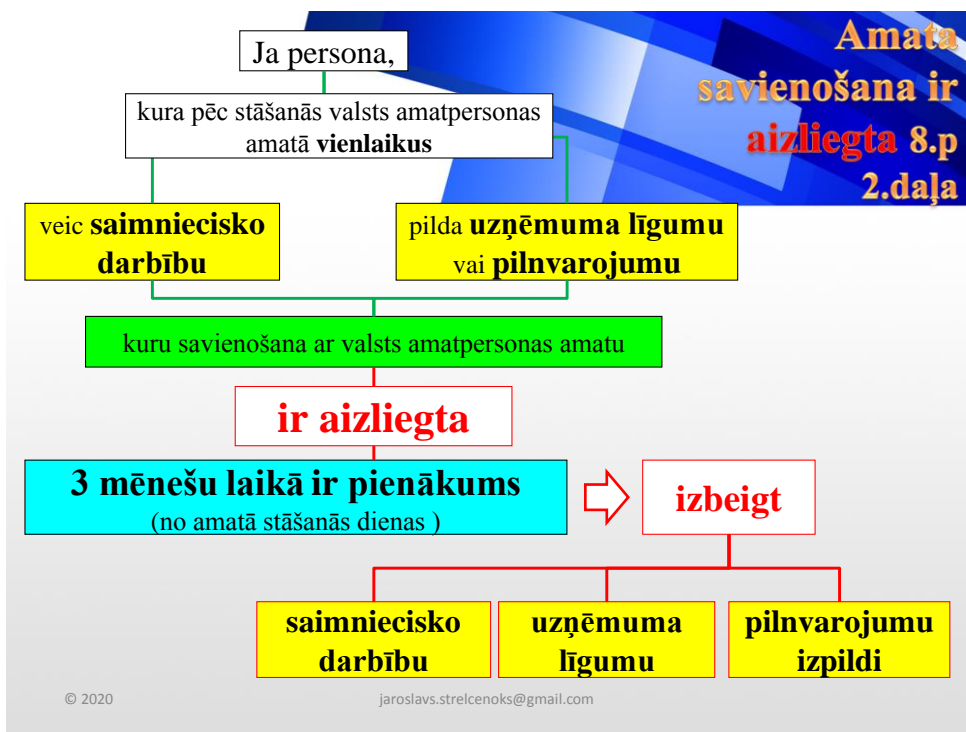 Amata
savienošana ir
aizliegta 8.p
2.daļa
Ja persona,
kura pēc stāšanās valsts amatpersonas
amatā vienlaikus
veic saimniecisko
darbību
pilda uzņēmuma līgumu
vai pilnvarojumu
kuru savienošana ar valsts amatpersonas amatu
ir aizliegta
3 mēnešu laikā ir pienākums
(no amatā stāšanās dienas )
izbeigt
saimniecisko
darbību
uzņēmuma
līgumu
pilnvarojumu
izpildi
© 2020
jaroslavs.strelcenoks@gmail.com